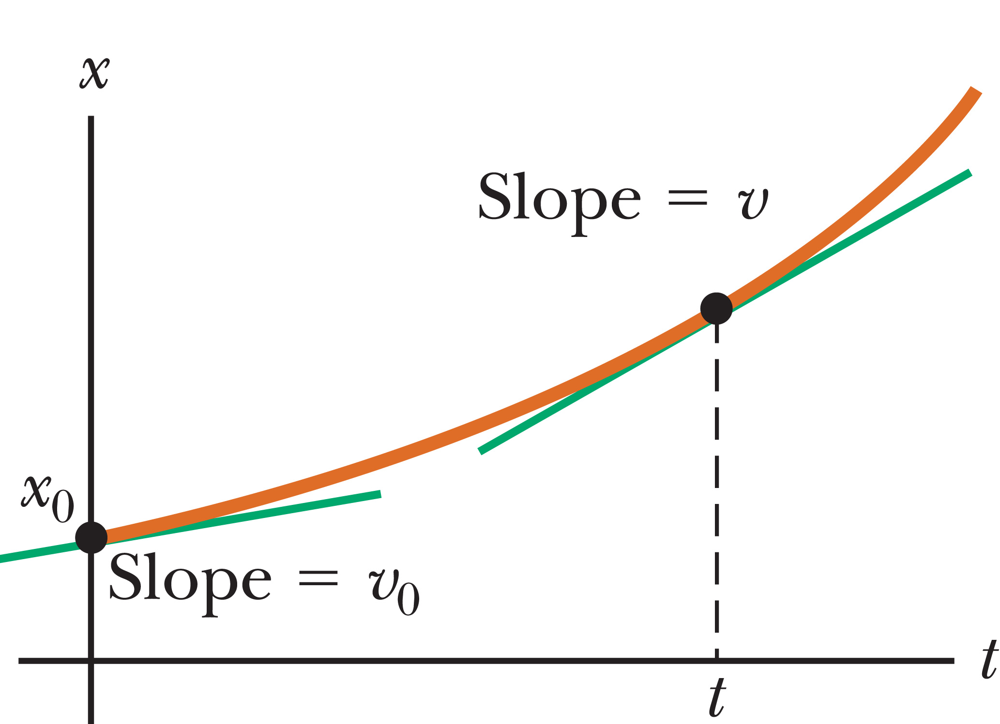 x
Slope = v
x₀
Slope = v₀
t
t